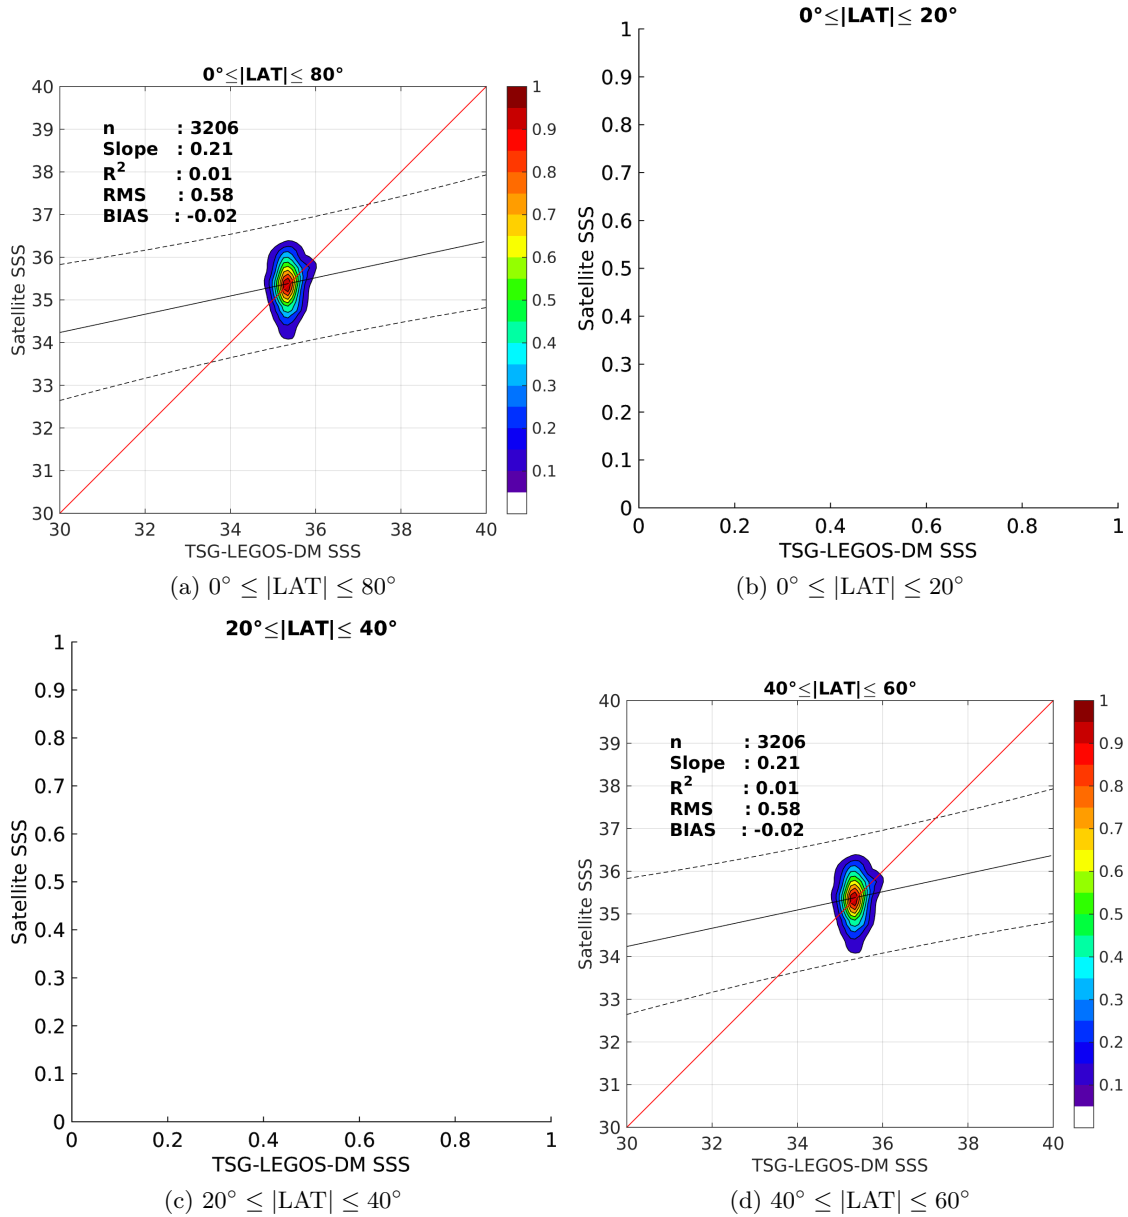 0°≤|LAT|≤ 80°
40
39
38
37
36
35
34
33
32
31
30
Satellite SSS
n : 3206
Slope : 0.21
R² : 0.01
RMS : 0.58
BIAS : -0.02
30 32 34 36 38 40
TSG-LEGOS-DM SSS
1
0.9
0.8
0.7
0.6
0.5
0.4
0.3
0.2
0.1
(a) 0° ≤ |LAT| ≤ 80°
0°≤|LAT|≤ 20°
1
0.9
0.8
0.7
0.6
0.5
0.4
0.3
0.2
0.1
0
Satellite SSS
0 0.2 0.4 0.6 0.8 1
TSG-LEGOS-DM SSS
(b) 0° ≤ |LAT| ≤ 20°
20°≤|LAT|≤ 40°
1
0.9
0.8
0.7
0.6
0.5
0.4
0.3
0.2
0.1
0
Satellite SSS
0 0.2 0.4 0.6 0.8 1
TSG-LEGOS-DM SSS
(c) 20° ≤ |LAT| ≤ 40°
40°≤|LAT|≤ 60°
40
39
38
37
36
35
34
33
32
31
30
Satellite SSS
n : 3206
Slope : 0.21
R² : 0.01
RMS : 0.58
BIAS : -0.02
30 32 34 36 38 40
TSG-LEGOS-DM SSS
1
0.9
0.8
0.7
0.6
0.5
0.4
0.3
0.2
0.1
(d) 40° ≤ |LAT| ≤ 60°